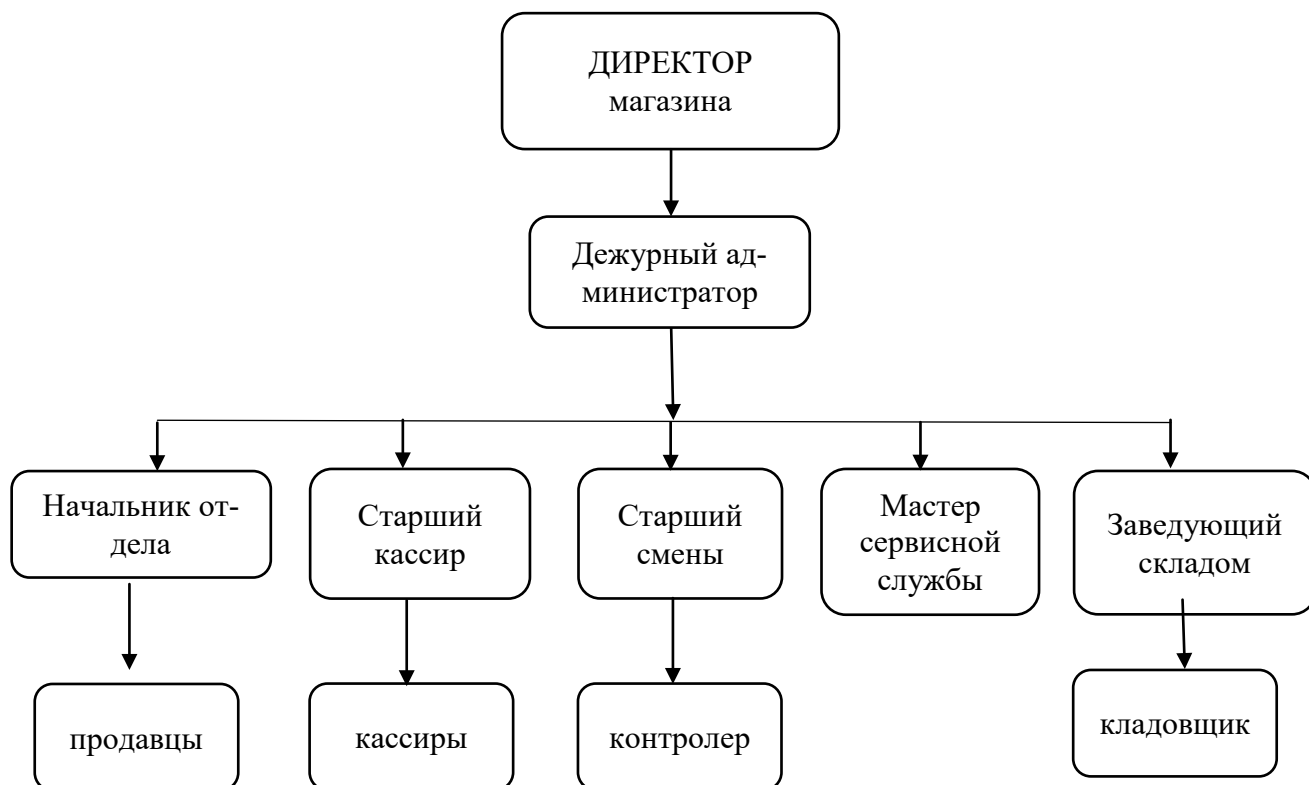 ДИРЕКТОР
магазина
Дежурный ад-
министратор
Начальник от-
дела
Старший
кассир
Старший
смены
Мастер
сервисной
службы
Заведующий
складом
продавцы
кассиры
контролер
кладовщик